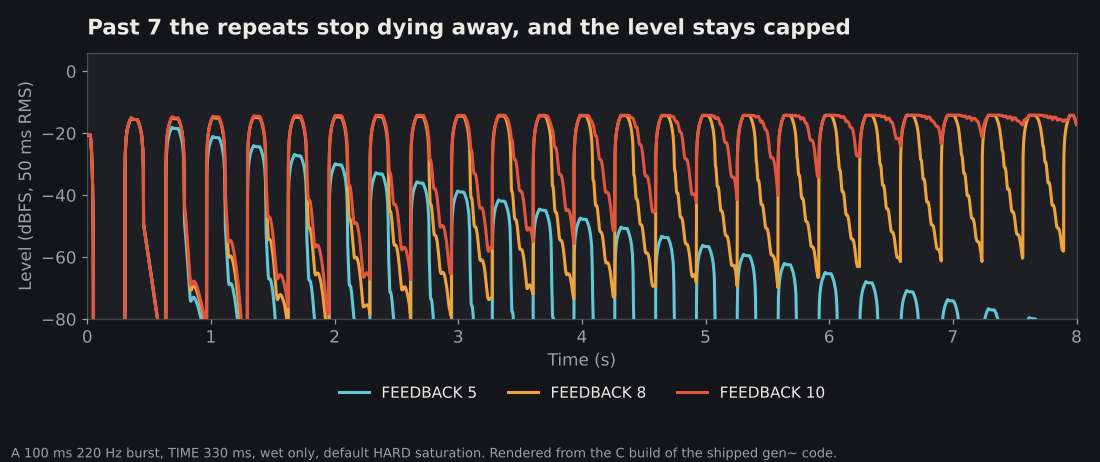 Past 7 the repeats stop dying away, and the level stays capped
Level (dBFS, 50 ms RMS)
0
−20
−40
−60
−80
0 1 2 3 4 5 6 7 8
Time (s)
FEEDBACK 5 FEEDBACK 8 FEEDBACK 10
A 100 ms 220 Hz burst, TIME 330 ms, wet only, default HARD saturation. Rendered from the C build of the shipped gen~ code.